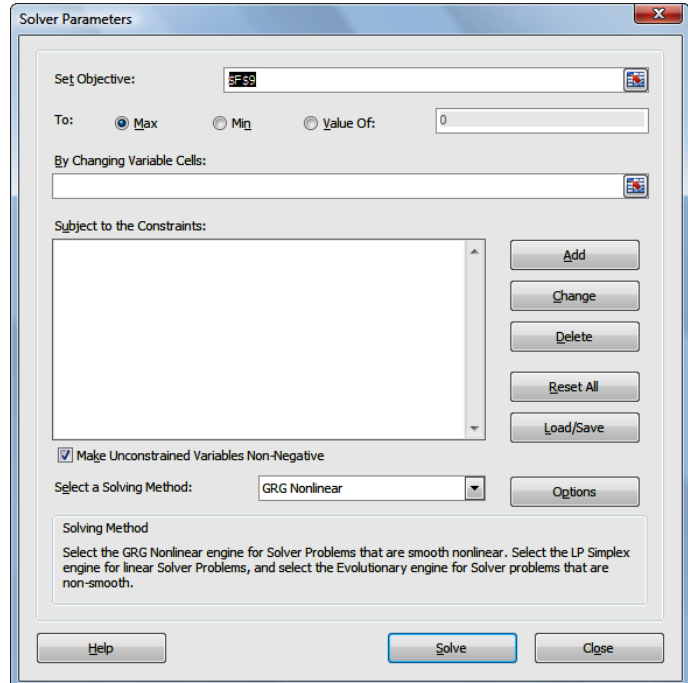 Solver Parameters
Set Objective: $F$9
To: Max Min Value Of: 0
By Changing Variable Cells:
Subject to the Constraints:
Add
Change
Delete
Reset All
Load/Save
Make Unconstrained Variables Non-Negative
Select a Solving Method: GRG Nonlinear Options
Solving Method
Select the GRG Nonlinear engine for Solver Problems that are smooth nonlinear. Select the LP Simplex
engine for linear Solver Problems, and select the Evolutionary engine for Solver problems that are
non-smooth.
Help Solve Close